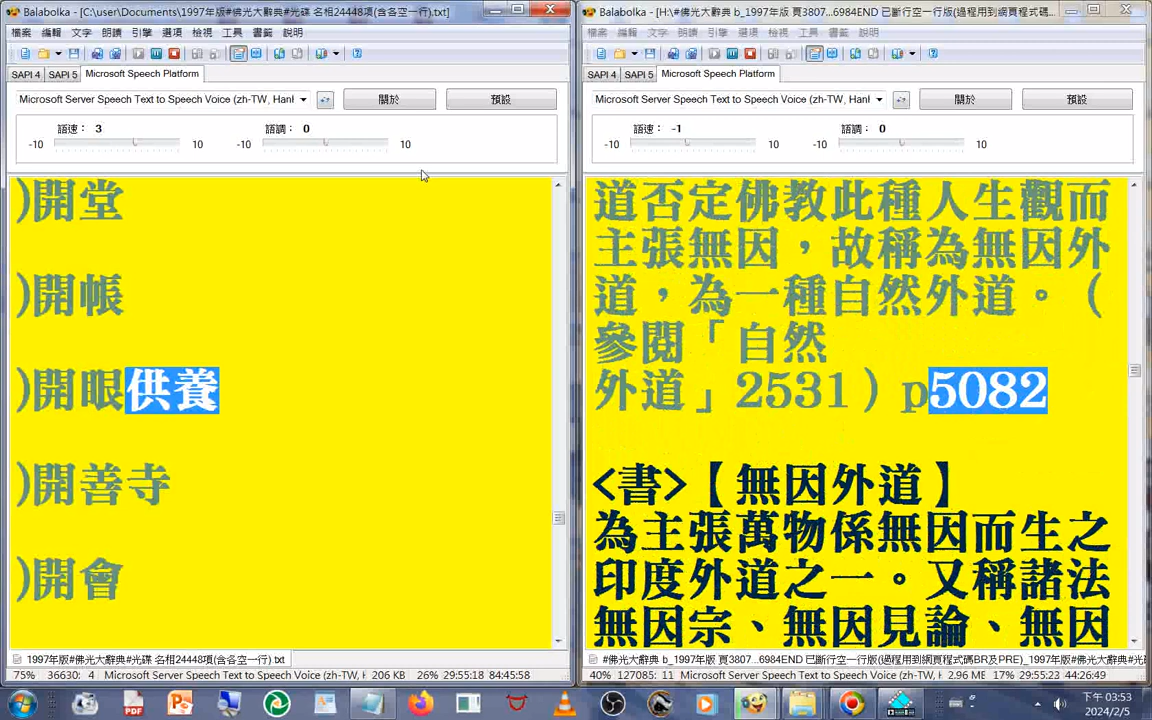 Balabolka - [C:\user\Documents\1997年版#佛光大辭典#光碟 名相24448項(含各空一行).txt]
檔案 編輯 文字 朗讀 引擎 選項 檢視 工具 書籤 說明
SAPI 4 SAPI 5 Microsoft Speech Platform
Microsoft Server Speech Text to Speech Voice (zh-TW, HanH
關於 預設
語速： 3 語調： 0
-10 10 -10 10
)開堂
)開帳
)開眼供養
)開善寺
)開會
1997年版#佛光大辭典#光碟 名相24448項(含各空一行).txt
75% 36630: 4 Microsoft Server Speech Text to Speech Voice (zh-TW, H 206 KB 26% 29:55:18 84:45:58
Balabolka - [H:\#佛光大辭典 b_1997年版 頁3807...6984END 已斷行空一行版(過程用到網頁程式碼...
檔案 編輯 文字 朗讀 引擎 選項 檢視 工具 書籤 說明
SAPI 4 SAPI 5 Microsoft Speech Platform
Microsoft Server Speech Text to Speech Voice (zh-TW, HanH
關於 預設
語速： -1 語調： 0
-10 10 -10 10
道否定佛教此種人生觀而
主張無因，故稱為無因外
道，為一種自然外道。（
參閱「自然
外道」2531）p5082
<書>【無因外道】
為主張萬物係無因而生之
印度外道之一。又稱諸法
無因宗、無因見論、無因
#佛光大辭典 b_1997年版 頁3807...6984END 已斷行空一行版(過程用到網頁程式碼BR及PRE)_1997年版#光
40% 127085: 11 Microsoft Server Speech Text to Speech Voice (zh-TW, H 2.96 MB 17% 29:55:23 44:26:49
下午 03:53
2024/2/5